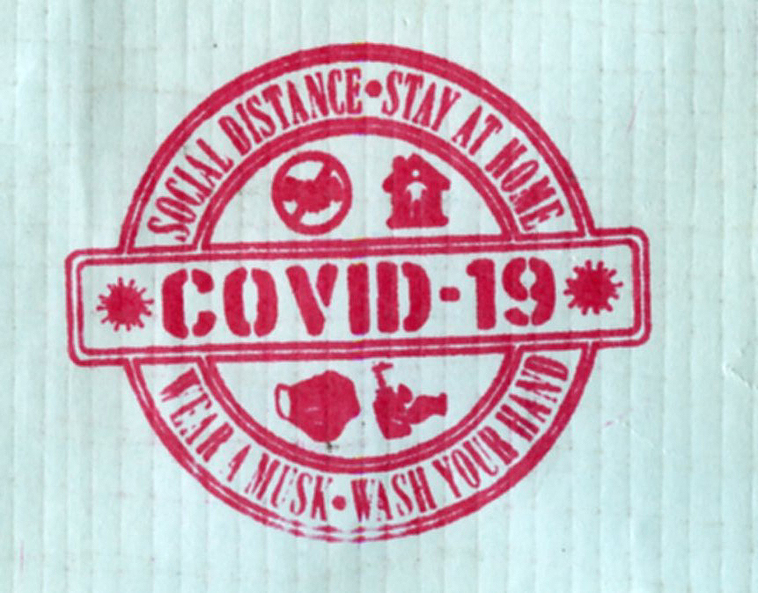 SOCIAL DISTANCE•STAY AT HOME
COVID-19
WEAR A MUSK•WASH YOUR HAND